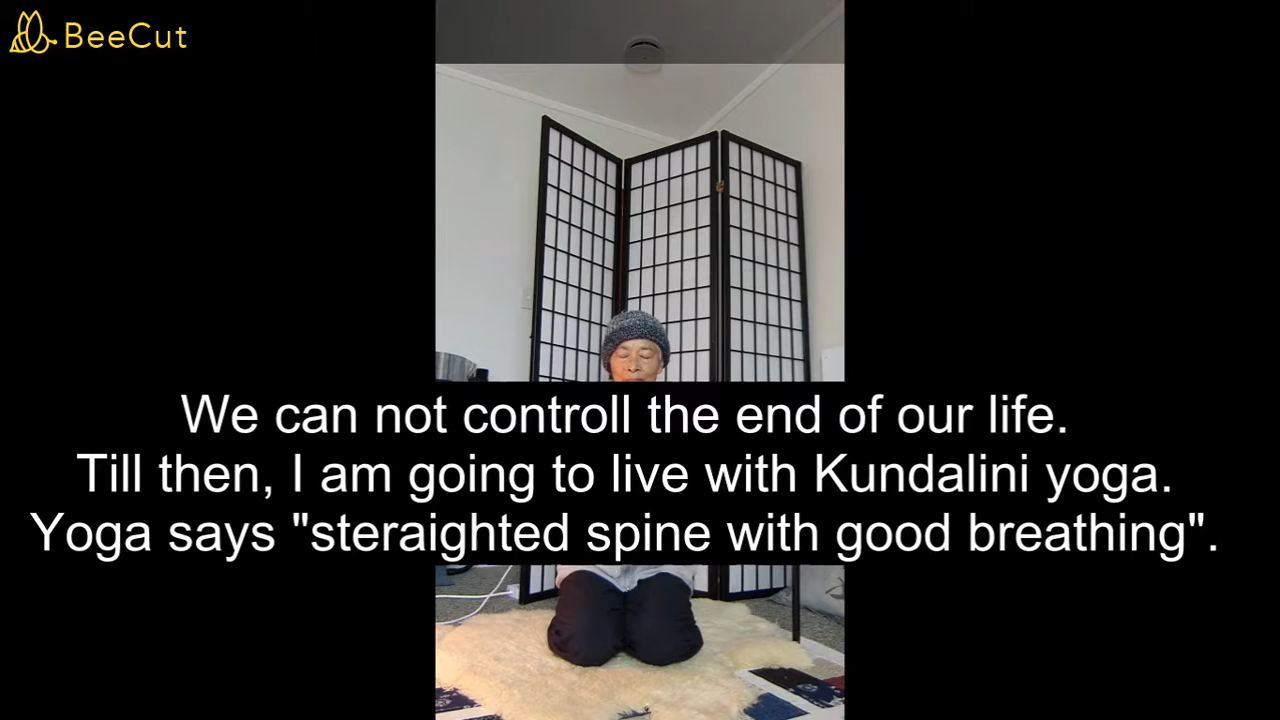 BeeCut
We can not controll the end of our life.
Till then, I am going to live with Kundalini yoga.
Yoga says "steraighted spine with good breathing".